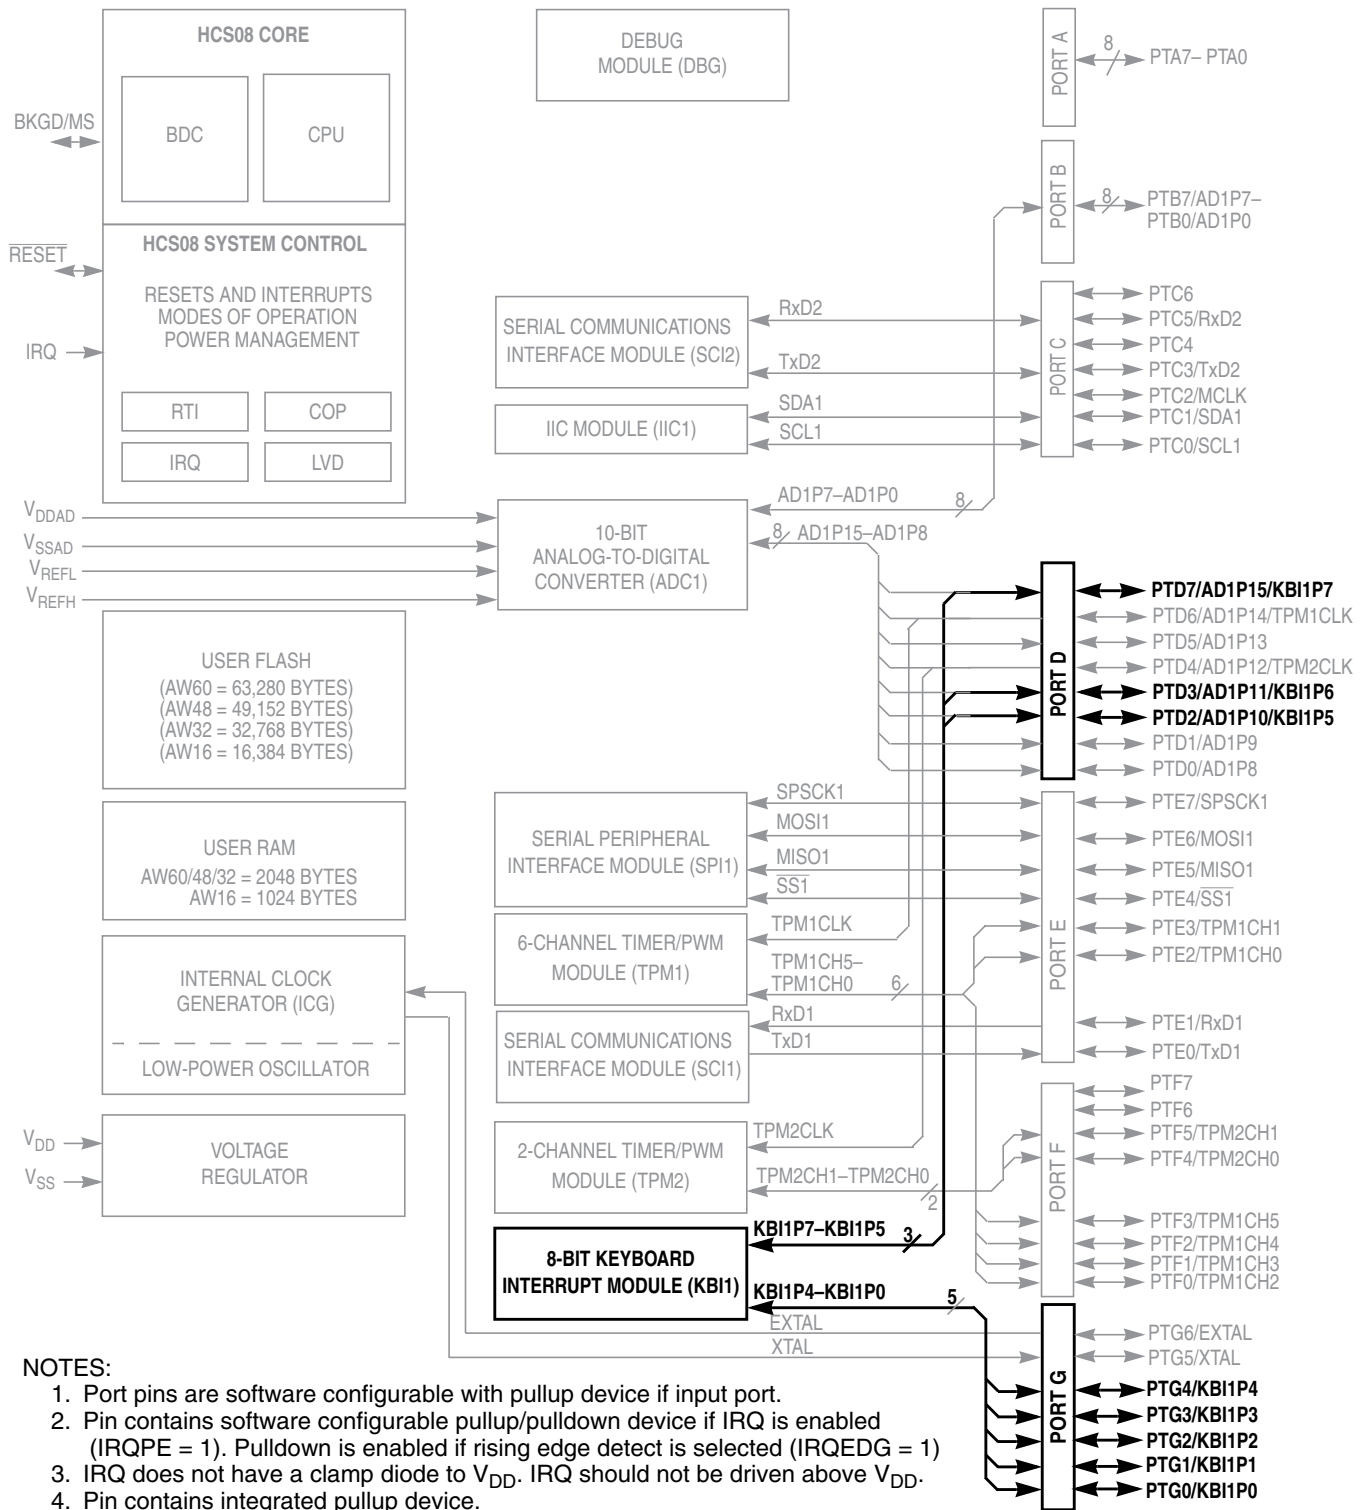 HCS08 CORE
BDC
CPU
BKGD/MS
HCS08 SYSTEM CONTROL
RESET
RESETS AND INTERRUPTS
MODES OF OPERATION
POWER MANAGEMENT
IRQ
RTI
COP
IRQ
LVD
VDDAD
VSSAD
VREFL
VREFH
USER FLASH
(AW60 = 63,280 BYTES)
(AW48 = 49,152 BYTES)
(AW32 = 32,768 BYTES)
(AW16 = 16,384 BYTES)
USER RAM
AW60/48/32 = 2048 BYTES
AW16 = 1024 BYTES
INTERNAL CLOCK
GENERATOR (ICG)
LOW-POWER OSCILLATOR
VDD
VSS
VOLTAGE
REGULATOR
DEBUG
MODULE (DBG)
SERIAL COMMUNICATIONS
INTERFACE MODULE (SCI2)
RxD2
TxD2
IIC MODULE (IIC1)
SDA1
SCL1
10-BIT
ANALOG-TO-DIGITAL
CONVERTER (ADC1)
AD1P7–AD1P0
8
8
AD1P15–AD1P8
SERIAL PERIPHERAL
INTERFACE MODULE (SPI1)
SPSCK1
MOSI1
MISO1
SS1
6-CHANNEL TIMER/PWM
MODULE (TPM1)
TPM1CLK
TPM1CH5–
TPM1CH0
6
SERIAL COMMUNICATIONS
INTERFACE MODULE (SCI1)
RxD1
TxD1
2-CHANNEL TIMER/PWM
MODULE (TPM2)
TPM2CLK
TPM2CH1–TPM2CH0
2
8-BIT KEYBOARD
INTERRUPT MODULE (KBI1)
KBI1P7–KBI1P5
3
KBI1P4–KBI1P0
5
EXTAL
XTAL
PORT A
8
PTA7– PTA0
PORT B
8
PTB7/AD1P7–
PTB0/AD1P0
PORT C
PTC6
PTC5/RxD2
PTC4
PTC3/TxD2
PTC2/MCLK
PTC1/SDA1
PTC0/SCL1
PORT D
PTD7/AD1P15/KBI1P7
PTD6/AD1P14/TPM1CLK
PTD5/AD1P13
PTD4/AD1P12/TPM2CLK
PTD3/AD1P11/KBI1P6
PTD2/AD1P10/KBI1P5
PTD1/AD1P9
PTD0/AD1P8
PORT E
PTE7/SPSCK1
PTE6/MOSI1
PTE5/MISO1
PTE4/SS1
PTE3/TPM1CH1
PTE2/TPM1CH0
PTE1/RxD1
PTE0/TxD1
PORT F
PTF7
PTF6
PTF5/TPM2CH1
PTF4/TPM2CH0
PTF3/TPM1CH5
PTF2/TPM1CH4
PTF1/TPM1CH3
PTF0/TPM1CH2
PORT G
PTG6/EXTAL
PTG5/XTAL
PTG4/KBI1P4
PTG3/KBI1P3
PTG2/KBI1P2
PTG1/KBI1P1
PTG0/KBI1P0
NOTES:
1. Port pins are software configurable with pullup device if input port.
2. Pin contains software configurable pullup/pulldown device if IRQ is enabled
(IRQPE = 1). Pulldown is enabled if rising edge detect is selected (IRQEDG = 1)
3. IRQ does not have a clamp diode to VDD. IRQ should not be driven above VDD.
4. Pin contains integrated pullup device.